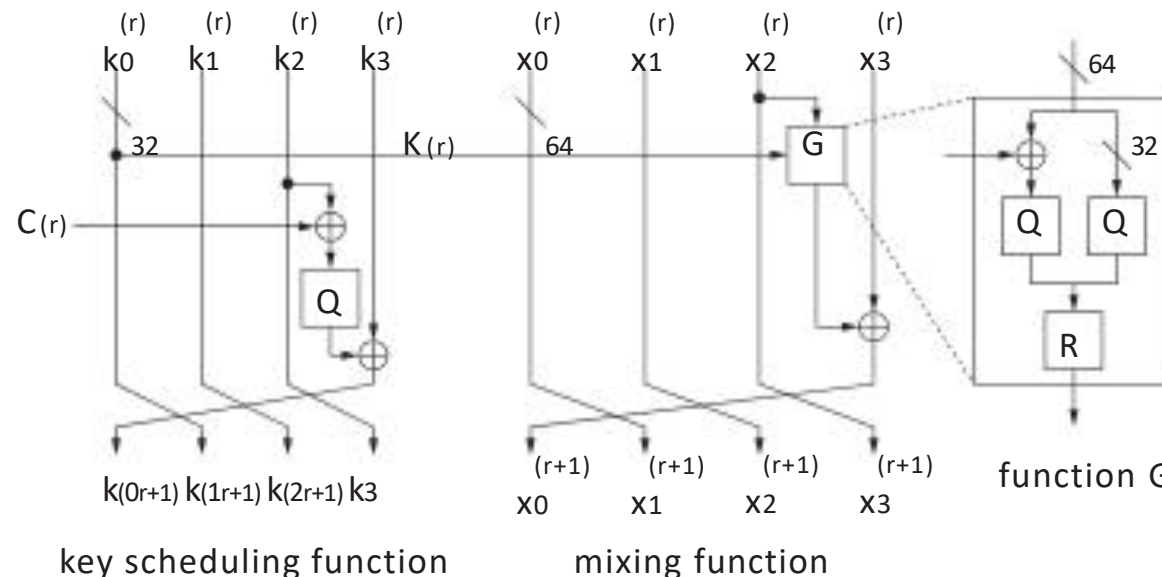 (r) (r) (r) (r) (r) (r) (r) (r)
k0 k1 k2 k3 x0 x1 x2 x3
64
32 K(r) 64 G 32
C(r) Q Q
Q
R
(r+1) (r+1) (r+1) (r+1)
k(0r+1) k(1r+1) k(2r+1) k3 x0 x1 x2 x3
function G
key scheduling function mixing function